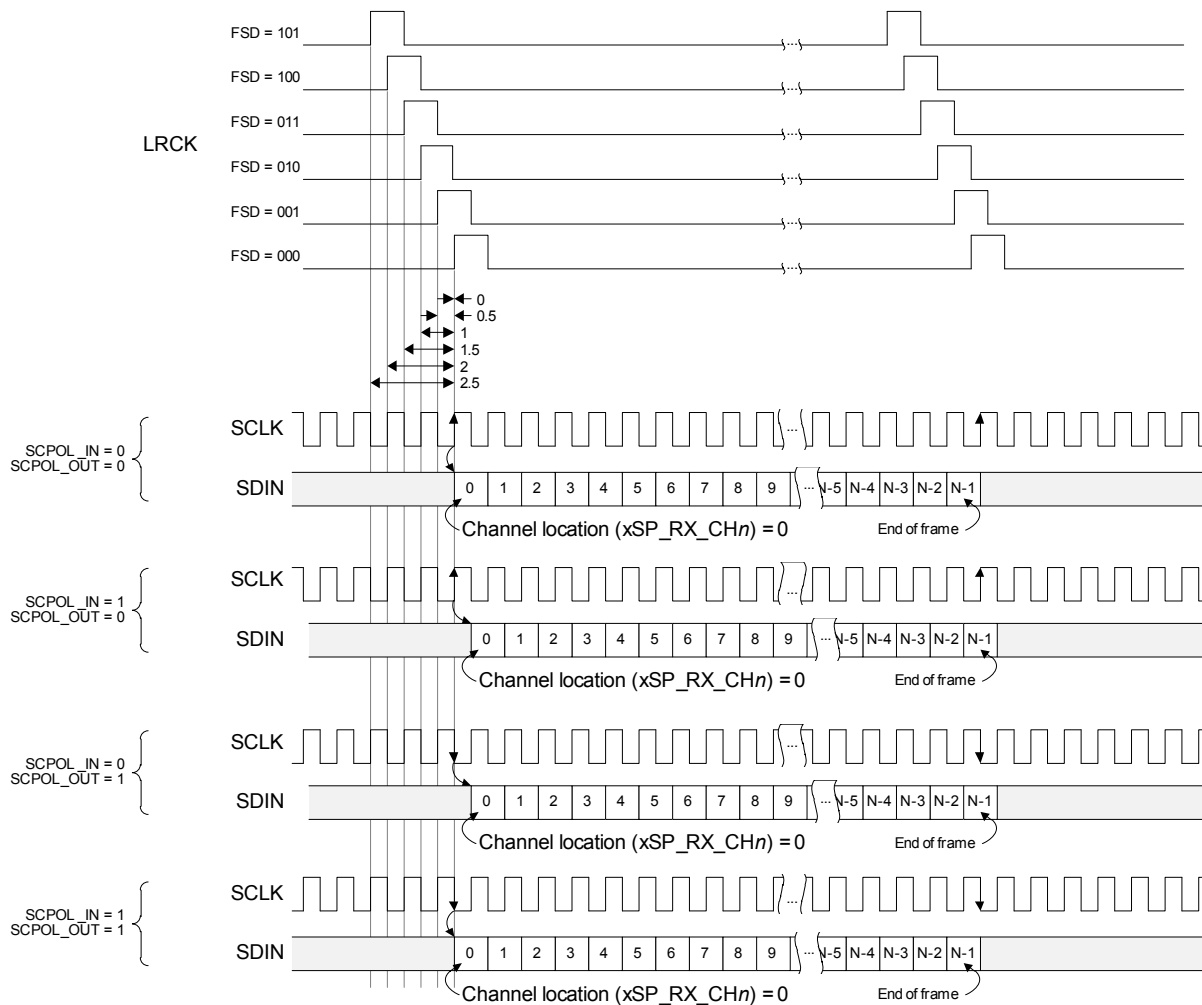 FSD = 101
...
FSD = 100
...
FSD = 011
...
LRCK
FSD = 010
...
FSD = 001
...
FSD = 000
...
0
0.5
1
1.5
2
2.5
SCPOL_IN = 0
SCPOL_OUT = 0
SCLK
...
SDIN
0 1 2 3 4 5 6 7 8 9 ... N-5 N-4 N-3 N-2 N-1
Channel location (xSP_RX_CHn) = 0
End of frame
SCPOL_IN = 1
SCPOL_OUT = 0
SCLK
...
SDIN
0 1 2 3 4 5 6 7 8 9 ... N-5 N-4 N-3 N-2 N-1
Channel location (xSP_RX_CHn) = 0
End of frame
SCPOL_IN = 0
SCPOL_OUT = 1
SCLK
...
SDIN
0 1 2 3 4 5 6 7 8 9 ... N-5 N-4 N-3 N-2 N-1
Channel location (xSP_RX_CHn) = 0
End of frame
SCPOL_IN = 1
SCPOL_OUT = 1
SCLK
...
SDIN
0 1 2 3 4 5 6 7 8 9 ... N-5 N-4 N-3 N-2 N-1
Channel location (xSP_RX_CHn) = 0
End of frame